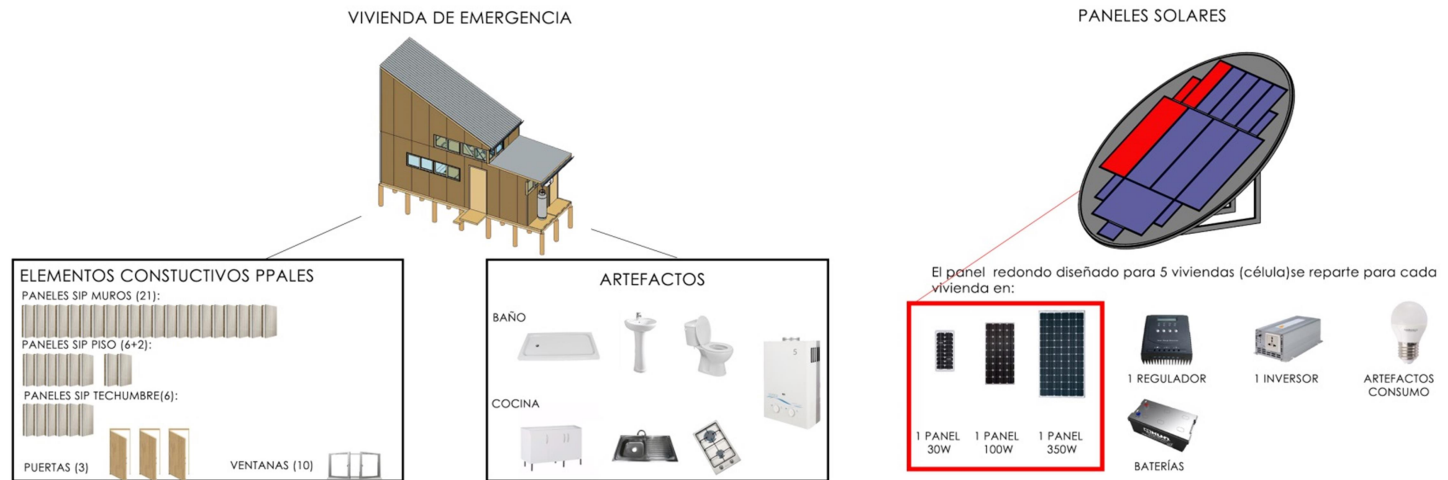 VIVIENDA DE EMERGENCIA
ELEMENTOS CONSTUCTIVOS PPALES
PANELES SIP MUROS (21):
PANELES SIP PISO (6+2):
PANELES SIP TECHUMBRE(6):
PUERTAS (3)
VENTANAS (10)
ARTEFACTOS
BAÑO
5
COCINA
PANELES SOLARES
El panel redondo diseñado para 5 viviendas (célula)se reparte para cada
vivienda en:
1 PANEL
30W
1 PANEL
100W
1 PANEL
350W
1 REGULADOR
1 INVERSOR
ARTEFACTOS
CONSUMO
BATERÍAS